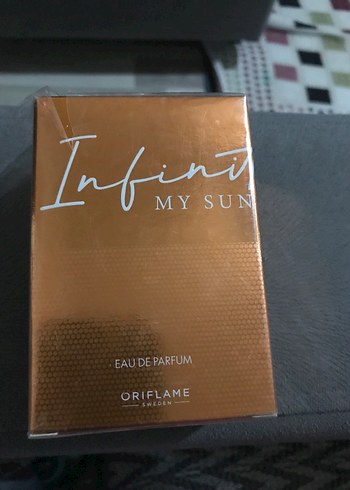 Infinit
MY SUN
EAU DE PARFUM
ORIFLAME
SWEDEN